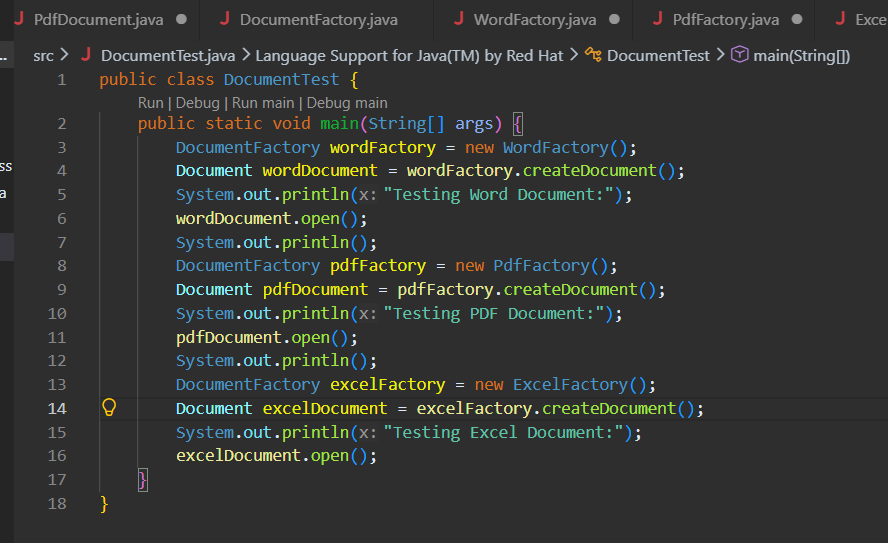 PdfDocument.java DocumentFactory.java WordFactory.java PdfFactory.java Exce
... src > DocumentTest.java > Language Support for Java(TM) by Red Hat > DocumentTest > main(String[])
1 public class DocumentTest {
Run | Debug | Run main | Debug main
2 public static void main(String[] args) {
3 DocumentFactory wordFactory = new WordFactory();
4 Document wordDocument = wordFactory.createDocument();
5 System.out.println(x: "Testing Word Document:");
6 wordDocument.open();
7 System.out.println();
8 DocumentFactory pdfFactory = new PdfFactory();
9 Document pdfDocument = pdfFactory.createDocument();
10 System.out.println(x: "Testing PDF Document:");
11 pdfDocument.open();
12 System.out.println();
13 DocumentFactory excelFactory = new ExcelFactory();
14 Document excelDocument = excelFactory.createDocument();
15 System.out.println(x: "Testing Excel Document:");
16 excelDocument.open();
17 }
18 }
ss
a